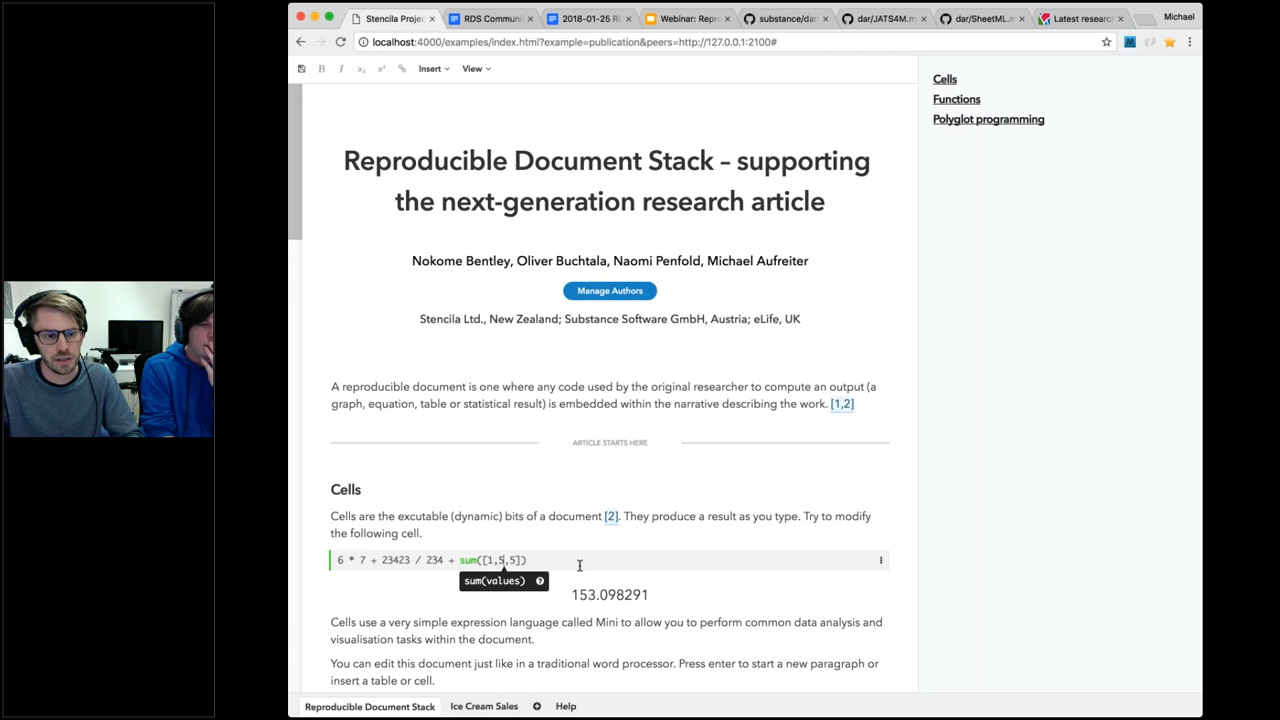 Stencila Projec
RDS Communi
2018-01-25 RI
Webinar: Repr
substance/dar
dar/JATS4M.m
dar/SheetML.m
Latest researc
Michael
localhost:4000/examples/index.html?example=publication&peers=http://127.0.0.1:2100#
B I x₂ x² Insert View
Cells
Functions
Polyglot programming
Reproducible Document Stack – supporting
the next-generation research article
Nokome Bentley, Oliver Buchtala, Naomi Penfold, Michael Aufreiter
Manage Authors
Stencila Ltd., New Zealand; Substance Software GmbH, Austria; eLife, UK
A reproducible document is one where any code used by the original researcher to compute an output (a
graph, equation, table or statistical result) is embedded within the narrative describing the work. [1,2]
ARTICLE STARTS HERE
Cells
Cells are the excutable (dynamic) bits of a document [2]. They produce a result as you type. Try to modify
the following cell.
6 * 7 + 23423 / 234 + sum([1,5,5])
sum(values) ?
153.098291
Cells use a very simple expression language called Mini to allow you to perform common data analysis and
visualisation tasks within the document.
You can edit this document just like in a traditional word processor. Press enter to start a new paragraph or
insert a table or cell.
Reproducible Document Stack
Ice Cream Sales
Help